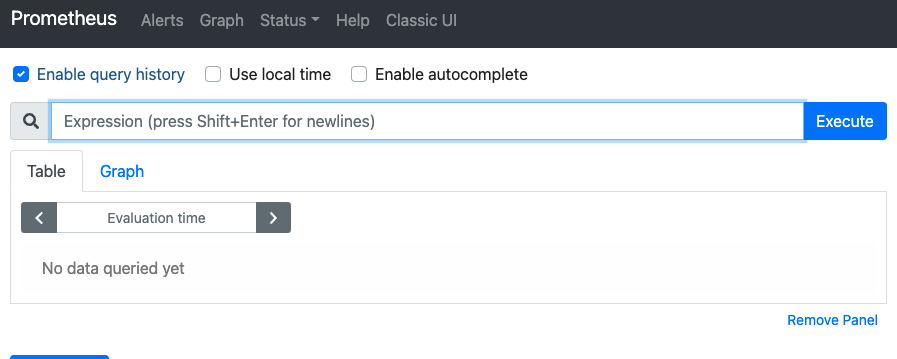 Prometheus Alerts Graph Status Help Classic UI
Enable query history Use local time Enable autocomplete
Expression (press Shift+Enter for newlines) Execute
Table Graph
Evaluation time
No data queried yet
Remove Panel